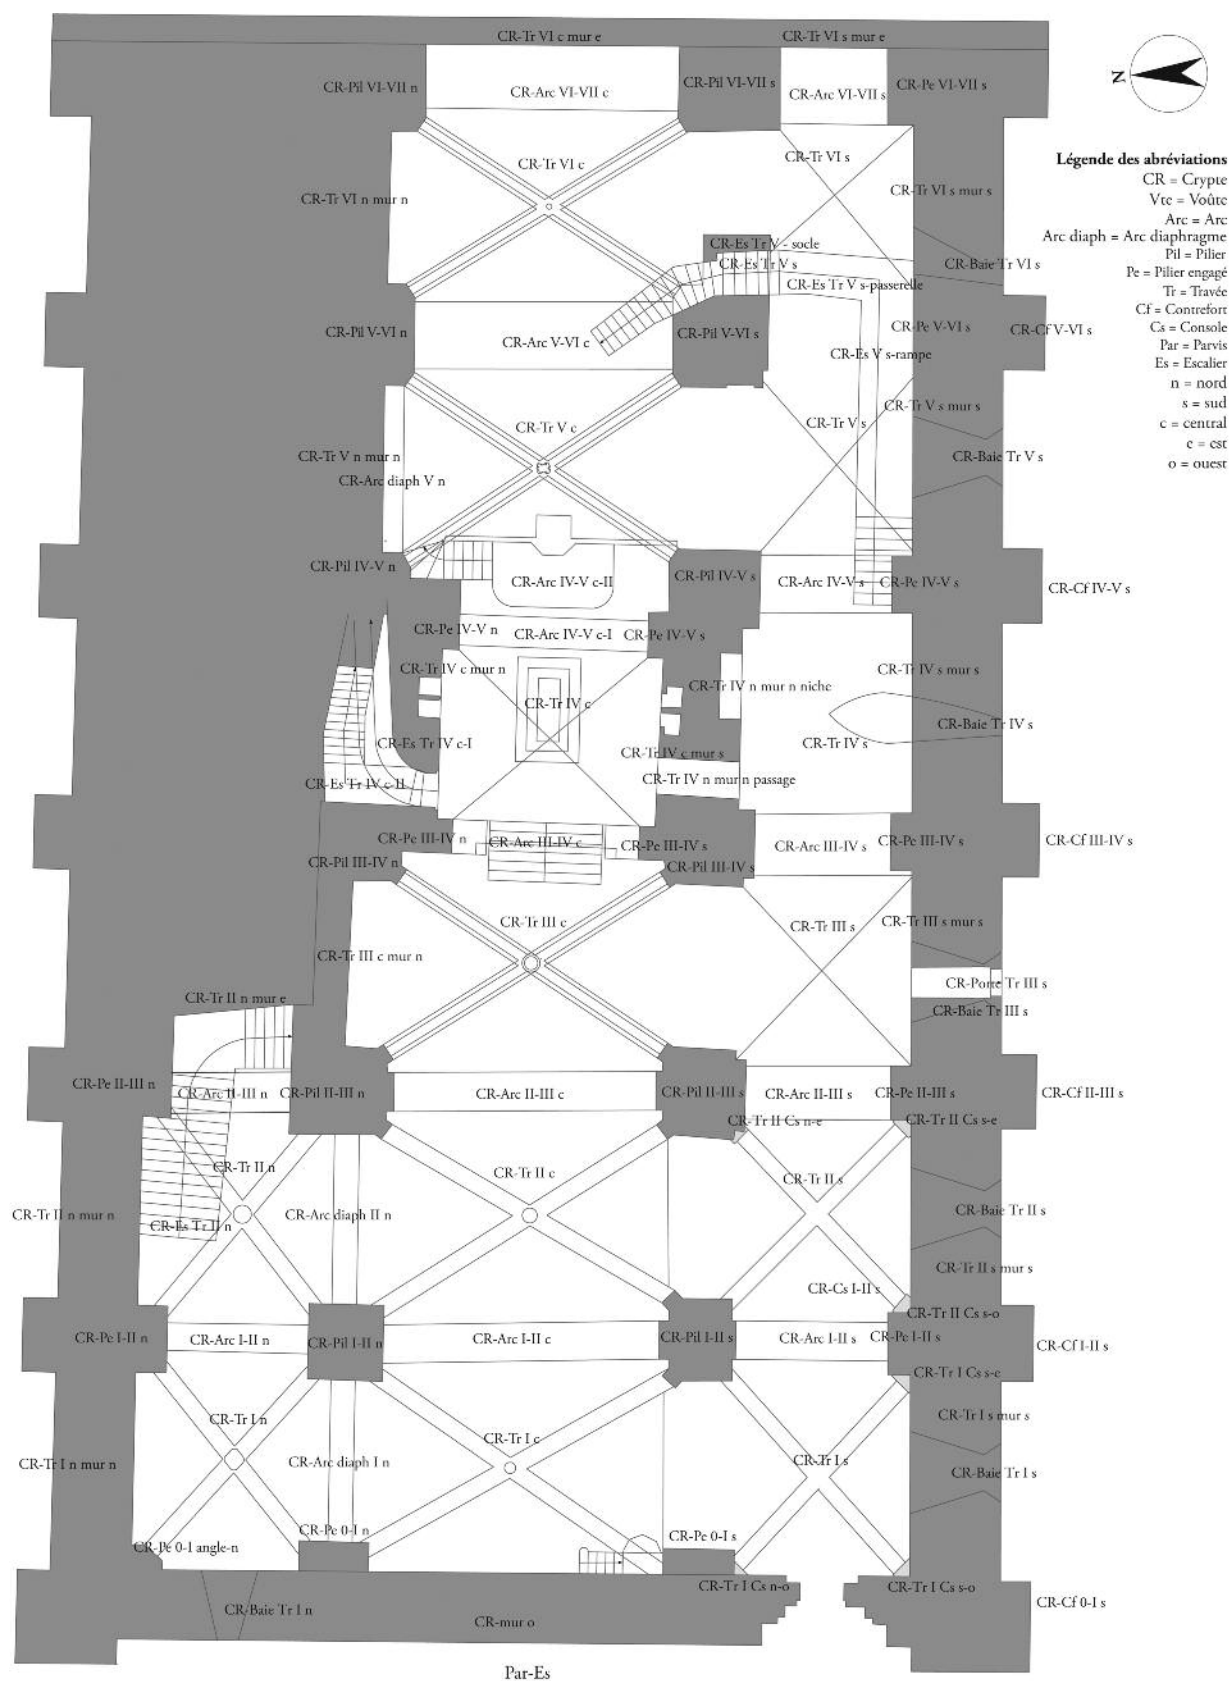 CR-Tr VI c mur e
CR-Tr VI s mur e
CR-Pil VI-VII n
CR-Arc VI-VII c
CR-Pil VI-VII s
CR-Arc VI-VII s
CR-Pe VI-VII s
N
Légende des abréviations
CR = Crypte
Vte = Voûte
Arc = Arc
Arc diaph = Arc diaphragme
Pil = Pilier
Pe = Pilier engagé
Tr = Travée
Cf = Contrefort
Cs = Console
Par = Parvis
Es = Escalier
n = nord
s = sud
c = central
e = est
o = ouest
CR-Tr VI c
CR-Tr VI s
CR-Tr VI n mur n
CR-Tr VI s mur s
CR-Es Tr V - socle
CR-Es Tr V s
CR-Baie Tr VI s
CR-Es Tr V s-passerelle
CR-Pil V-VI n
CR-Arc V-VI c
CR-Pil V-VI s
CR-Pe V-VI s
CR-Cf V-VI s
CR-Es V s-rampe
CR-Tr V s mur s
CR-Tr V c
CR-Tr V s
CR-Tr V n mur n
CR-Baie Tr V s
CR-Arc diaph V n
CR-Pil IV-V n
CR-Arc IV-V c-II
CR-Pil IV-V s
CR-Arc IV-V s
CR-Pe IV-V s
CR-Cf IV-V s
CR-Pe IV-V n
CR-Arc IV-V c-I
CR-Pe IV-V s
CR-Tr IV c mur n
CR-Tr IV s mur s
CR-Tr IV n mur n niche
CR-Tr IV c
CR-Baie Tr IV s
CR-Es Tr IV c-I
CR-Tr IV s
CR-Tr IV c mur s
CR-Es Tr IV c-II
CR-Tr IV n mur n passage
CR-Pe III-IV n
CR-Arc III-IV c
CR-Pe III-IV s
CR-Arc III-IV s
CR-Pe III-IV s
CR-Cf III-IV s
CR-Pil III-IV n
CR-Pil III-IV s
CR-Tr III c
CR-Tr III s
CR-Tr III s mur s
CR-Tr III c mur n
CR-Porte Tr III s
CR-Tr II n mur e
CR-Baie Tr III s
CR-Pe II-III n
CR-Arc II-III n
CR-Pil II-III n
CR-Arc II-III c
CR-Pil II-III s
CR-Arc II-III s
CR-Pe II-III s
CR-Cf II-III s
CR-Tr II Cs n-e
CR-Tr II Cs s-e
CR-Tr II n
CR-Tr II c
CR-Tr II s
CR-Tr II n mur n
CR-Es Tr II n
CR-Arc diaph II n
CR-Baie Tr II s
CR-Tr II s mur s
CR-Cs I-II s
CR-Tr II Cs s-o
CR-Pe I-II n
CR-Arc I-II n
CR-Pil I-II n
CR-Arc I-II c
CR-Pil I-II s
CR-Arc I-II s
CR-Pe I-II s
CR-Cf I-II s
CR-Tr I Cs s-e
CR-Tr I n
CR-Tr I c
CR-Tr I s mur s
CR-Tr I n mur n
CR-Arc diaph I n
CR-Tr I s
CR-Baie Tr I s
CR-Pe 0-I n
CR-Pe 0-I s
CR-Pe 0-I angle-n
CR-Tr I Cs n-o
CR-Tr I Cs s-o
CR-Cf 0-I s
CR-Baie Tr I n
CR-mur o
Par-Es